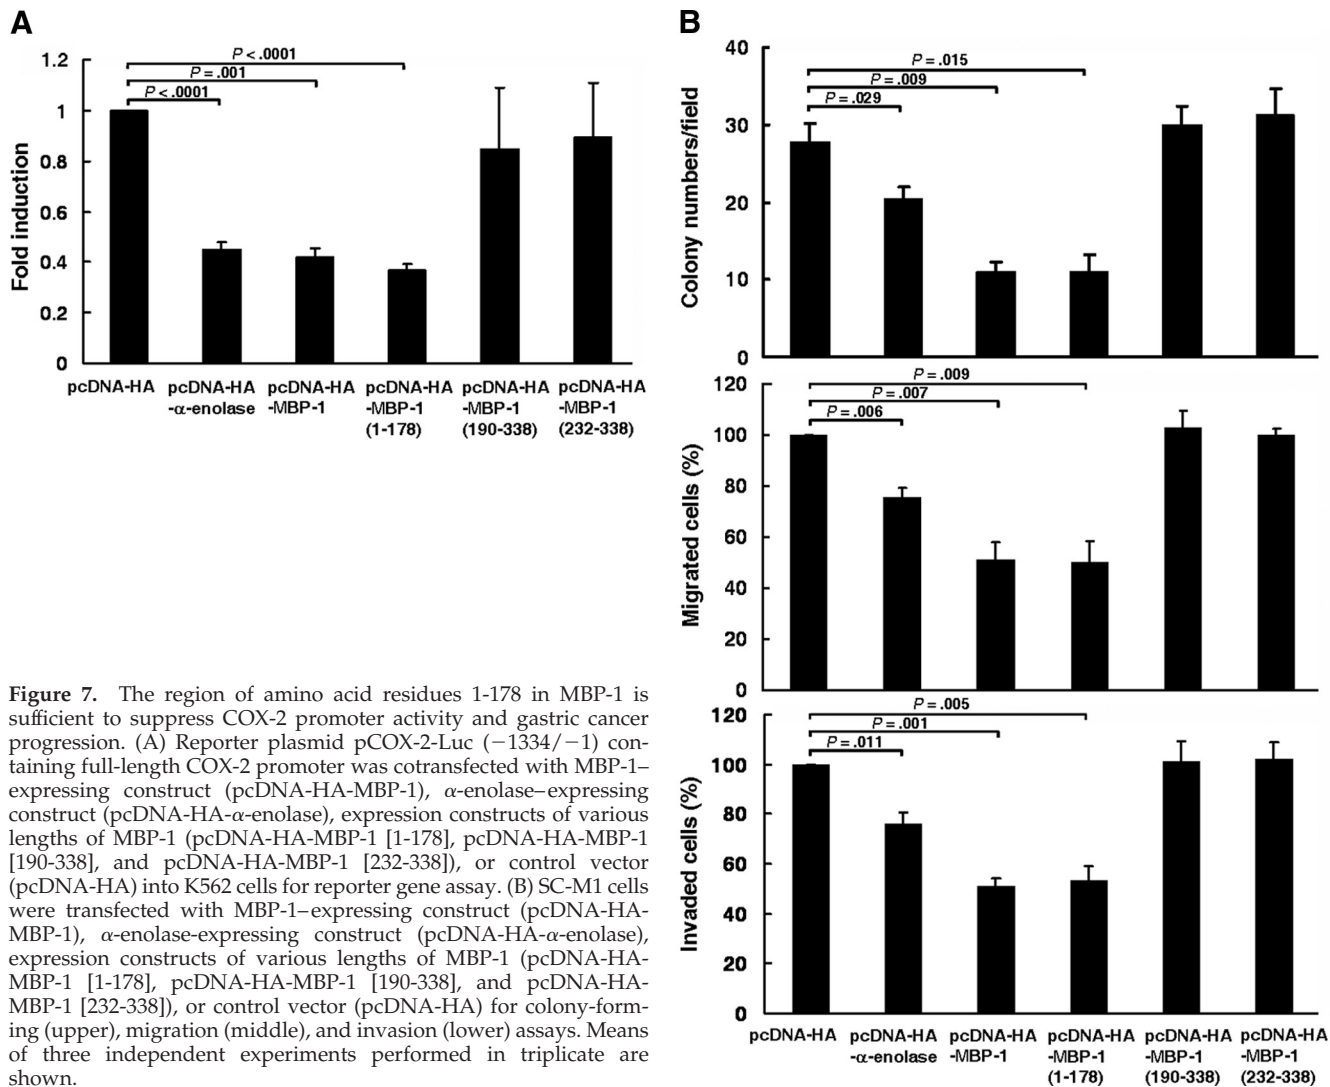 A
P < .0001
P = .001
P < .0001
1.2
1
0.8
0.6
0.4
0.2
0
Fold induction
pcDNA-HA
pcDNA-HA
-α-enolase
pcDNA-HA
-MBP-1
pcDNA-HA
-MBP-1
(1-178)
pcDNA-HA
-MBP-1
(190-338)
pcDNA-HA
-MBP-1
(232-338)
Figure 7. The region of amino acid residues 1-178 in MBP-1 is
sufficient to suppress COX-2 promoter activity and gastric cancer
progression. (A) Reporter plasmid pCOX-2-Luc (−1334/−1) con-
taining full-length COX-2 promoter was cotransfected with MBP-1–
expressing construct (pcDNA-HA-MBP-1), α-enolase–expressing
construct (pcDNA-HA-α-enolase), expression constructs of various
lengths of MBP-1 (pcDNA-HA-MBP-1 [1-178], pcDNA-HA-MBP-1
[190-338], and pcDNA-HA-MBP-1 [232-338]), or control vector
(pcDNA-HA) into K562 cells for reporter gene assay. (B) SC-M1 cells
were transfected with MBP-1–expressing construct (pcDNA-HA-
MBP-1), α-enolase-expressing construct (pcDNA-HA-α-enolase),
expression constructs of various lengths of MBP-1 (pcDNA-HA-
MBP-1 [1-178], pcDNA-HA-MBP-1 [190-338], and pcDNA-HA-
MBP-1 [232-338]), or control vector (pcDNA-HA) for colony-form-
ing (upper), migration (middle), and invasion (lower) assays. Means
of three independent experiments performed in triplicate are
shown.
B
P = .015
P = .009
P = .029
40
30
20
10
0
Colony numbers/field
P = .009
P = .007
P = .006
120
100
80
60
40
20
0
Migrated cells (%)
P = .005
P = .001
P = .011
120
100
80
60
40
20
0
Invaded cells (%)
pcDNA-HA
pcDNA-HA
-α-enolase
pcDNA-HA
-MBP-1
pcDNA-HA
-MBP-1
(1-178)
pcDNA-HA
-MBP-1
(190-338)
pcDNA-HA
-MBP-1
(232-338)